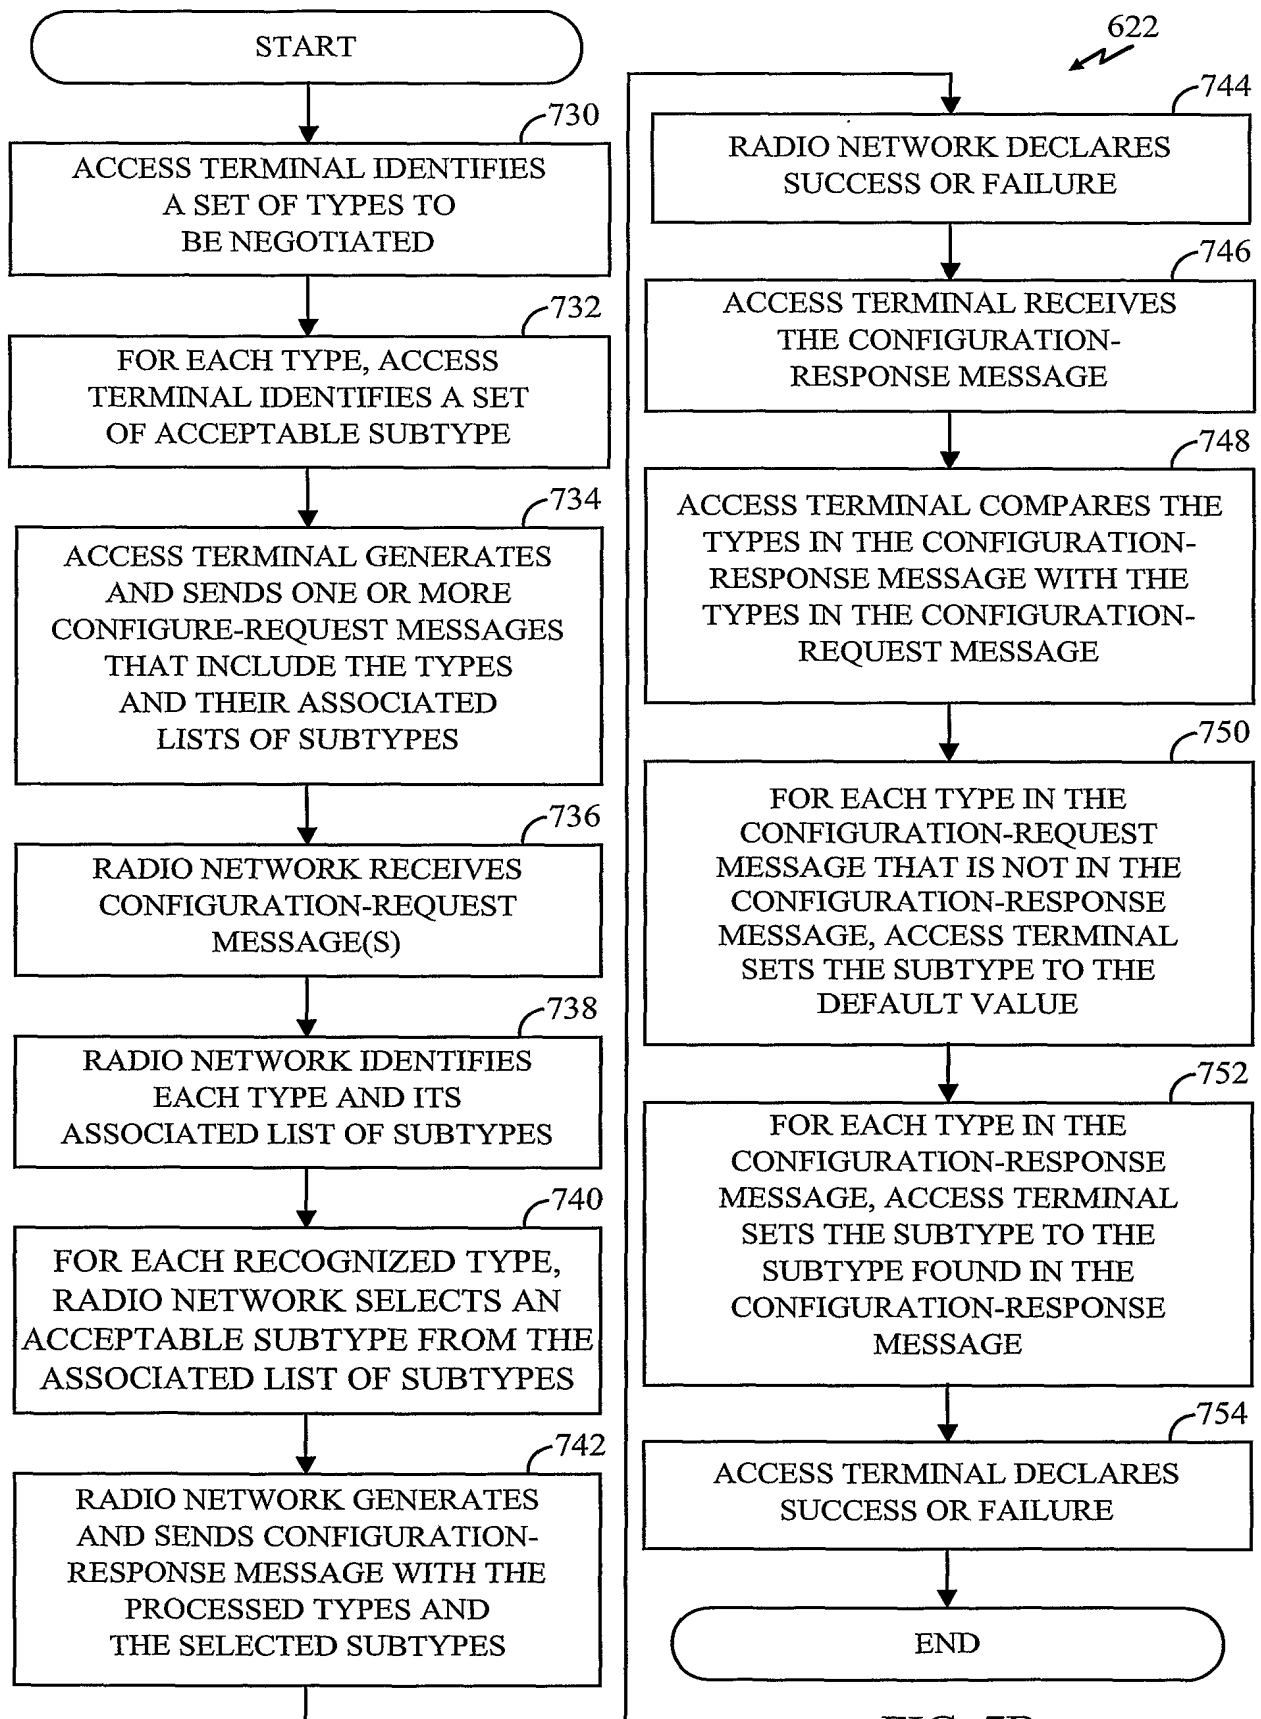 START
730
ACCESS TERMINAL IDENTIFIES
A SET OF TYPES TO
BE NEGOTIATED
732
FOR EACH TYPE, ACCESS
TERMINAL IDENTIFIES A SET
OF ACCEPTABLE SUBTYPE
734
ACCESS TERMINAL GENERATES
AND SENDS ONE OR MORE
CONFIGURE-REQUEST MESSAGES
THAT INCLUDE THE TYPES
AND THEIR ASSOCIATED
LISTS OF SUBTYPES
736
RADIO NETWORK RECEIVES
CONFIGURATION-REQUEST
MESSAGE(S)
738
RADIO NETWORK IDENTIFIES
EACH TYPE AND ITS
ASSOCIATED LIST OF SUBTYPES
740
FOR EACH RECOGNIZED TYPE,
RADIO NETWORK SELECTS AN
ACCEPTABLE SUBTYPE FROM THE
ASSOCIATED LIST OF SUBTYPES
742
RADIO NETWORK GENERATES
AND SENDS CONFIGURATION-
RESPONSE MESSAGE WITH THE
PROCESSED TYPES AND
THE SELECTED SUBTYPES
622
744
RADIO NETWORK DECLARES
SUCCESS OR FAILURE
746
ACCESS TERMINAL RECEIVES
THE CONFIGURATION-
RESPONSE MESSAGE
748
ACCESS TERMINAL COMPARES THE
TYPES IN THE CONFIGURATION-
RESPONSE MESSAGE WITH THE
TYPES IN THE CONFIGURATION-
REQUEST MESSAGE
750
FOR EACH TYPE IN THE
CONFIGURATION-REQUEST
MESSAGE THAT IS NOT IN THE
CONFIGURATION-RESPONSE
MESSAGE, ACCESS TERMINAL
SETS THE SUBTYPE TO THE
DEFAULT VALUE
752
FOR EACH TYPE IN THE
CONFIGURATION-RESPONSE
MESSAGE, ACCESS TERMINAL
SETS THE SUBTYPE TO THE
SUBTYPE FOUND IN THE
CONFIGURATION-RESPONSE
MESSAGE
754
ACCESS TERMINAL DECLARES
SUCCESS OR FAILURE
END